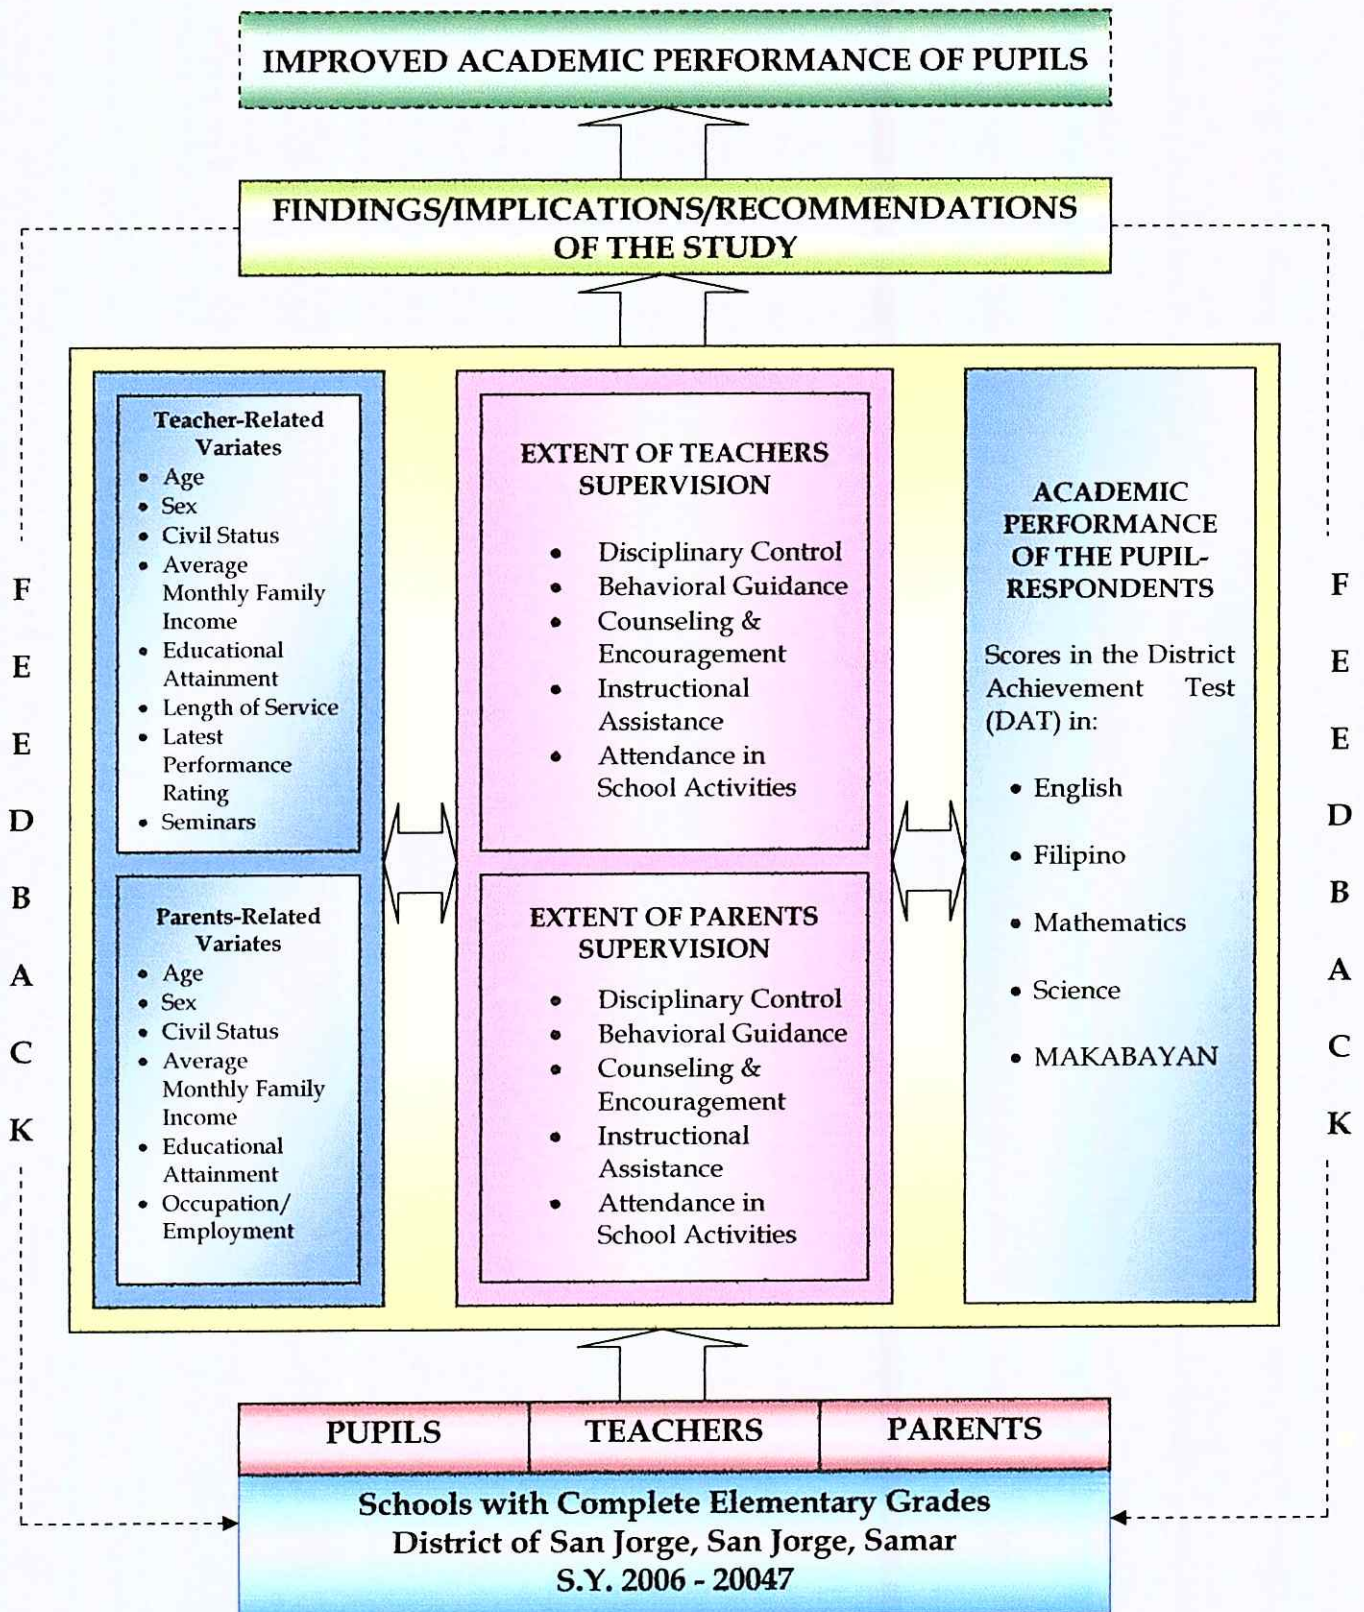 IMPROVED ACADEMIC PERFORMANCE OF PUPILS
FINDINGS/IMPLICATIONS/RECOMMENDATIONS
OF THE STUDY
F
E
E
D
B
A
C
K
Teacher-Related
Variates
• Age
• Sex
• Civil Status
• Average
Monthly Family
Income
• Educational
Attainment
• Length of Service
• Latest
Performance
Rating
• Seminars
Parents-Related
Variates
• Age
• Sex
• Civil Status
• Average
Monthly Family
Income
• Educational
Attainment
• Occupation/
Employment
EXTENT OF TEACHERS
SUPERVISION
• Disciplinary Control
• Behavioral Guidance
• Counseling &
Encouragement
• Instructional
Assistance
• Attendance in
School Activities
EXTENT OF PARENTS
SUPERVISION
• Disciplinary Control
• Behavioral Guidance
• Counseling &
Encouragement
• Instructional
Assistance
• Attendance in
School Activities
ACADEMIC
PERFORMANCE
OF THE PUPIL-
RESPONDENTS
Scores in the District
Achievement Test
(DAT) in:
• English
• Filipino
• Mathematics
• Science
• MAKABAYAN
F
E
E
D
B
A
C
K
PUPILS TEACHERS PARENTS
Schools with Complete Elementary Grades
District of San Jorge, San Jorge, Samar
S.Y. 2006 - 20047